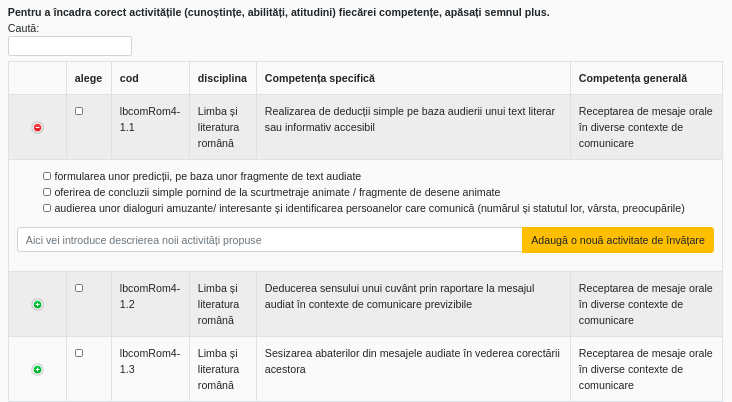 Pentru a încadra corect activitățile (cunoștințe, abilități, atitudini) fiecărei competențe, apăsați semnul plus.
Caută:
alege cod disciplina Competența specifică Competența generală
lbcomRom4- Limba și Realizarea de deducții simple pe baza audierii unui text literar Receptarea de mesaje orale
1.1 literatura sau informativ accesibil în diverse contexte de
română comunicare
formularea unor predicții, pe baza unor fragmente de text audiate
oferirea de concluzii simple pornind de la scurtmetraje animate / fragmente de desene animate
audierea unor dialoguri amuzante/ interesante și identificarea persoanelor care comunică (numărul și statutul lor, vârsta, preocupările)
Aici vei introduce descrierea noii activități propuse Adaugă o nouă activitate de învățare
lbcomRom4- Limba și Deducerea sensului unui cuvânt prin raportare la mesajul Receptarea de mesaje orale
1.2 literatura audiat în contexte de comunicare previzibile în diverse contexte de
română comunicare
lbcomRom4- Limba și Sesizarea abaterilor din mesajele audiate în vederea corectării Receptarea de mesaje orale
1.3 literatura acestora în diverse contexte de
română comunicare